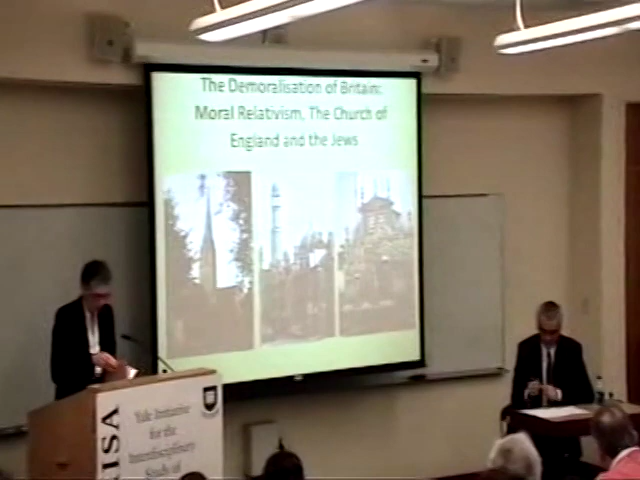 The Demoralisation of Britain:
Moral Relativism, The Church of
England and the Jews
Yale Initiative
for the
Interdisciplinary
Study of
IISA